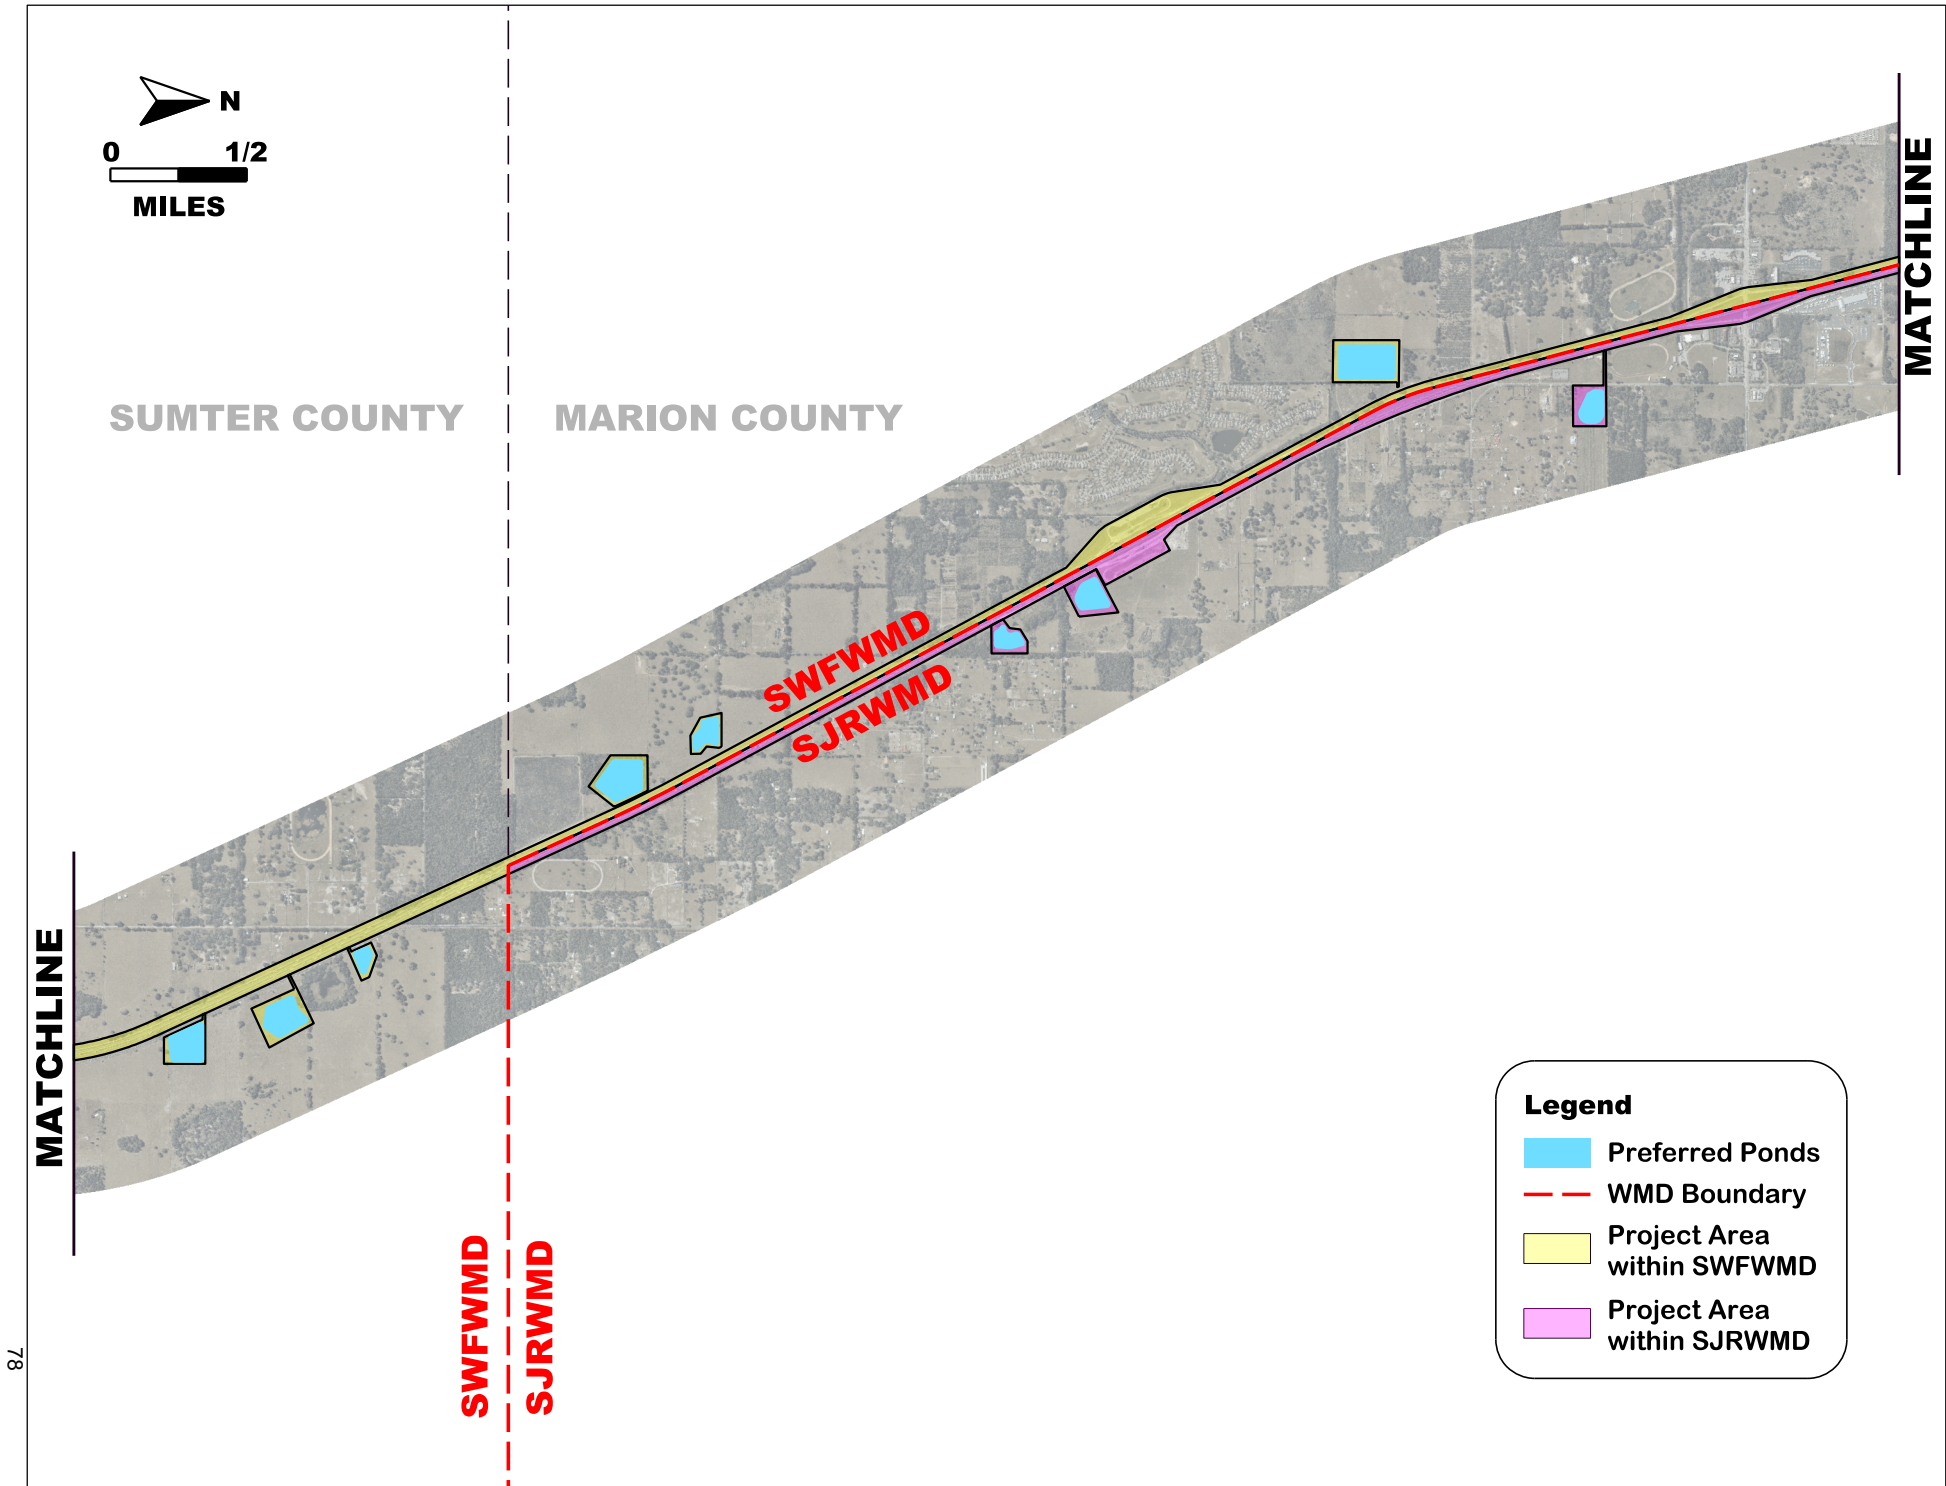 N
0 1/2
MILES
SUMTER COUNTY
MARION COUNTY
MATCHLINE
SWFWMD
SJRWMD
MATCHLINE
SWFWMD
SJRWMD
Legend
Preferred Ponds
WMD Boundary
Project Area
within SWFWMD
Project Area
within SJRWMD
78